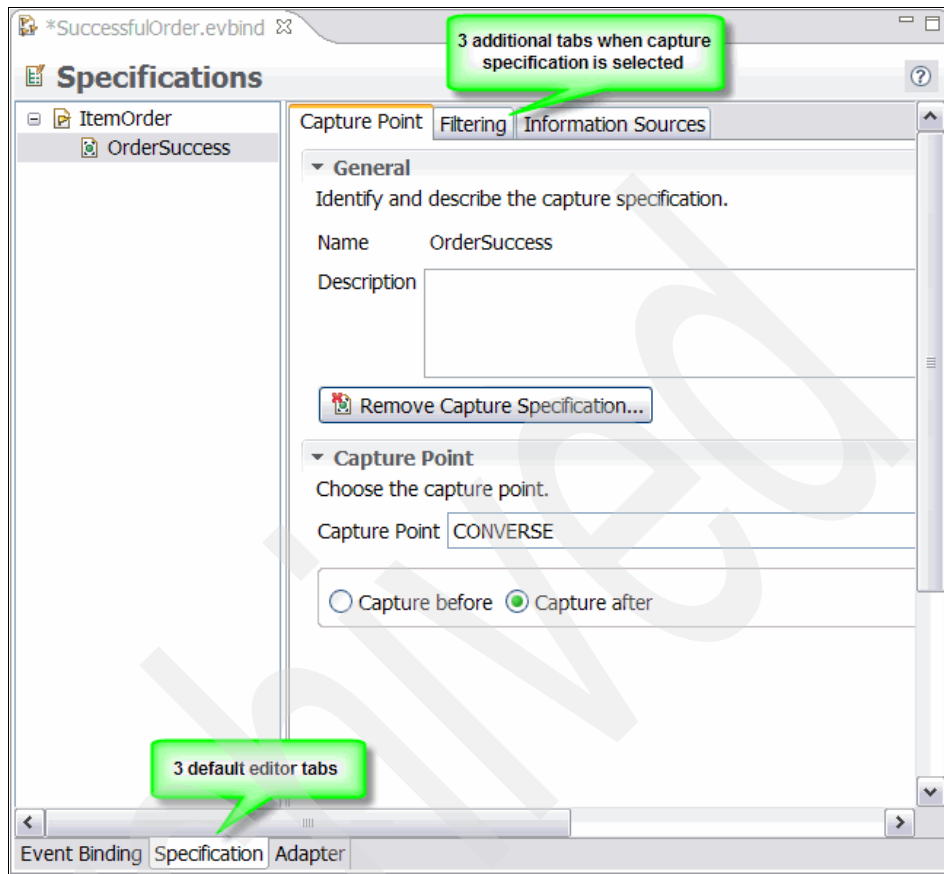 *SuccessfulOrder.evbind
3 additional tabs when capture
specification is selected
Specifications
ItemOrder
OrderSuccess
Capture Point Filtering Information Sources
General
Identify and describe the capture specification.
Name OrderSuccess
Description
Remove Capture Specification...
Capture Point
Choose the capture point.
Capture Point CONVERSE
Capture before Capture after
3 default editor tabs
Event Binding Specification Adapter